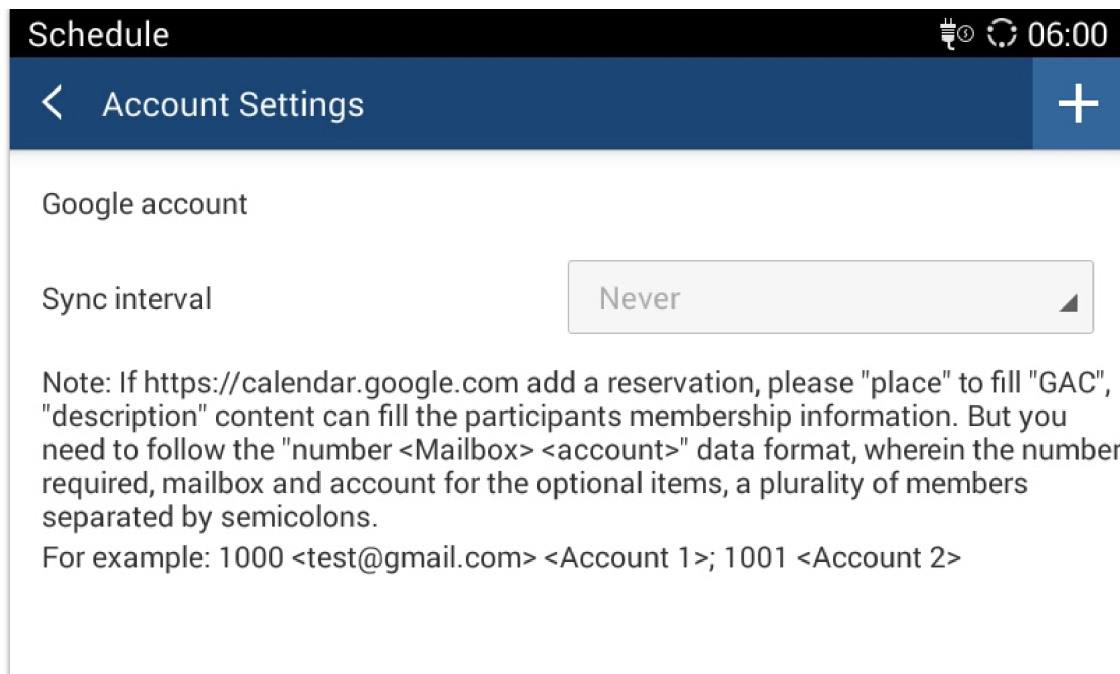 Schedule 06:00
Account Settings
Google account
Sync interval Never
Note: If https://calendar.google.com add a reservation, please "place" to fill "GAC",
"description" content can fill the participants membership information. But you
need to follow the "number <Mailbox> <account>" data format, wherein the number
required, mailbox and account for the optional items, a plurality of members
separated by semicolons.
For example: 1000 <test@gmail.com> <Account 1>; 1001 <Account 2>